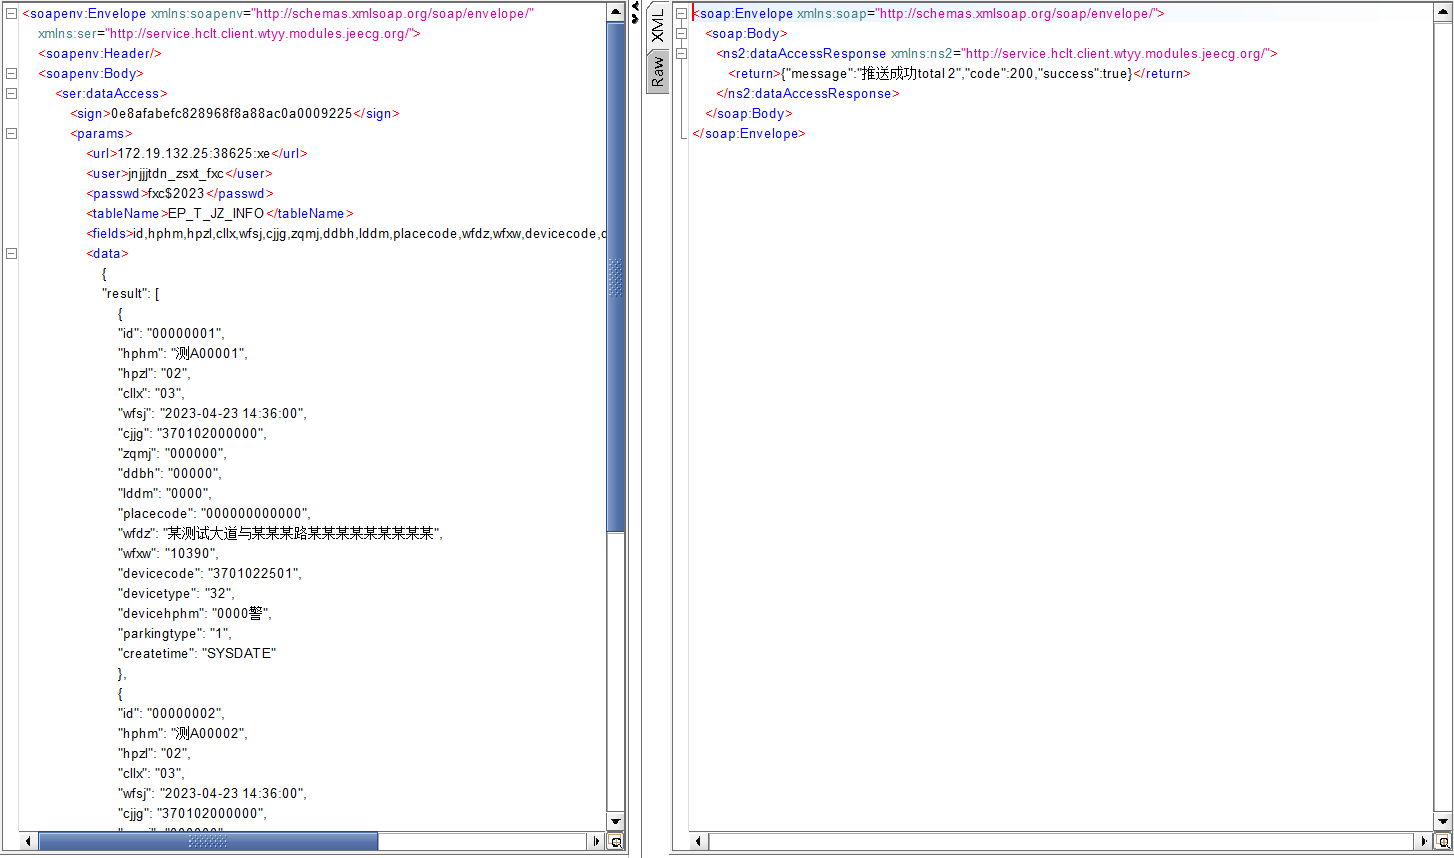 <soapenv:Envelope xmlns:soapenv="http://schemas.xmlsoap.org/soap/envelope/"
xmlns:ser="http://service.hclt.client.wtyy.modules.jeecg.org/">
<soapenv:Header/>
<soapenv:Body>
<ser:dataAccess>
<sign>0e8afabefc828968f8a88ac0a0009225</sign>
<params>
<url>172.19.132.25:38625:xe</url>
<user>jnjjjtdn_zsxt_fxc</user>
<passwd>fxc$2023</passwd>
<tableName>EP_T_JZ_INFO</tableName>
<fields>id,hphm,hpzl,cllx,wfsj,cjjg,zqmj,ddbh,lddm,placecode,wfdz,wfxw,devicecode,
<data>
{
"result": [
{
"id": "00000001",
"hphm": "测A00001",
"hpzl": "02",
"cllx": "03",
"wfsj": "2023-04-23 14:36:00",
"cjjg": "370102000000",
"zqmj": "000000",
"ddbh": "00000",
"lddm": "0000",
"placecode": "000000000000",
"wfdz": "某测试大道与某某某路某某某某某某某某某",
"wfxw": "10390",
"devicecode": "3701022501",
"devicetype": "32",
"devicehphm": "0000警",
"parkingtype": "1",
"createtime": "SYSDATE"
},
{
"id": "00000002",
"hphm": "测A00002",
"hpzl": "02",
"cllx": "03",
"wfsj": "2023-04-23 14:36:00",
"cjjg": "370102000000",
XML
Raw
<soap:Envelope xmlns:soap="http://schemas.xmlsoap.org/soap/envelope/">
<soap:Body>
<ns2:dataAccessResponse xmlns:ns2="http://service.hclt.client.wtyy.modules.jeecg.org/">
<return>{"message":"推送成功total 2","code":200,"success":true}</return>
</ns2:dataAccessResponse>
</soap:Body>
</soap:Envelope>